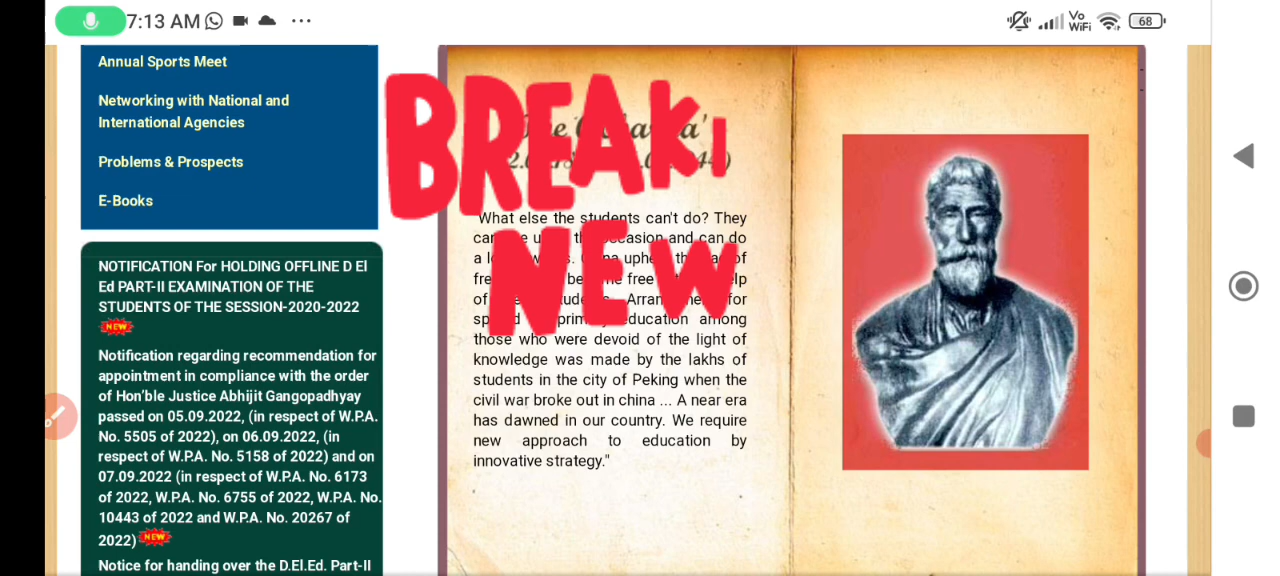 7:13 AM
Vo
WiFi
68
Annual Sports Meet
Networking with National and
International Agencies
Problems & Prospects
E-Books
NOTIFICATION For HOLDING OFFLINE D El
Ed PART-II EXAMINATION OF THE
STUDENTS OF THE SESSION-2020-2022
NEW
Notification regarding recommendation for
appointment in compliance with the order
of Hon'ble Justice Abhijit Gangopadhyay
passed on 05.09.2022, (in respect of W.P.A.
No. 5505 of 2022), on 06.09.2022, (in
respect of W.P.A. No. 5158 of 2022) and on
07.09.2022 (in respect of W.P.A. No. 6173
of 2022, W.P.A. No. 6755 of 2022, W.P.A. No.
10443 of 2022 and W.P.A. No. 20267 of
2022) NEW
Notice for handing over the D.El.Ed. Part-II
BREAKI
NEW
"What else the students can't do? They
and can do
a
of
free
of for
education among
those who were devoid of the light of
knowledge was made by the lakhs of
students in the city of Peking when the
civil war broke out in china ... A near era
has dawned in our country. We require
new approach to education by
innovative strategy."